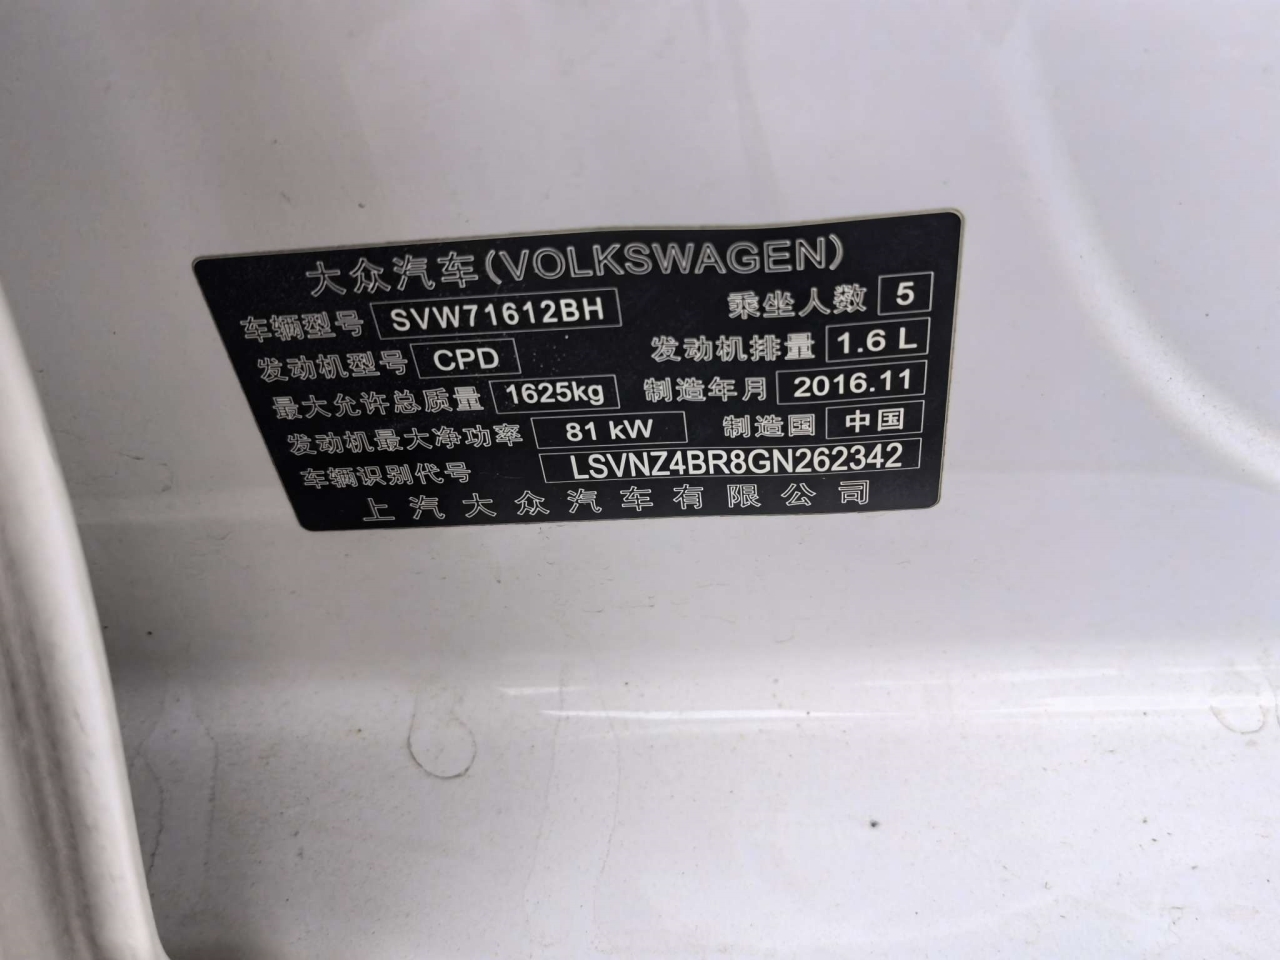 大众汽车(VOLKSWAGEN)
车辆型号 SVW71612BH 乘坐人数 5
发动机型号 CPD 发动机排量 1.6 L
最大允许总质量 1625kg 制造年月 2016.11
发动机最大净功率 81 kW 制造国 中国
车辆识别代号 LSVNZ4BR8GN262342
上汽大众汽车有限公司